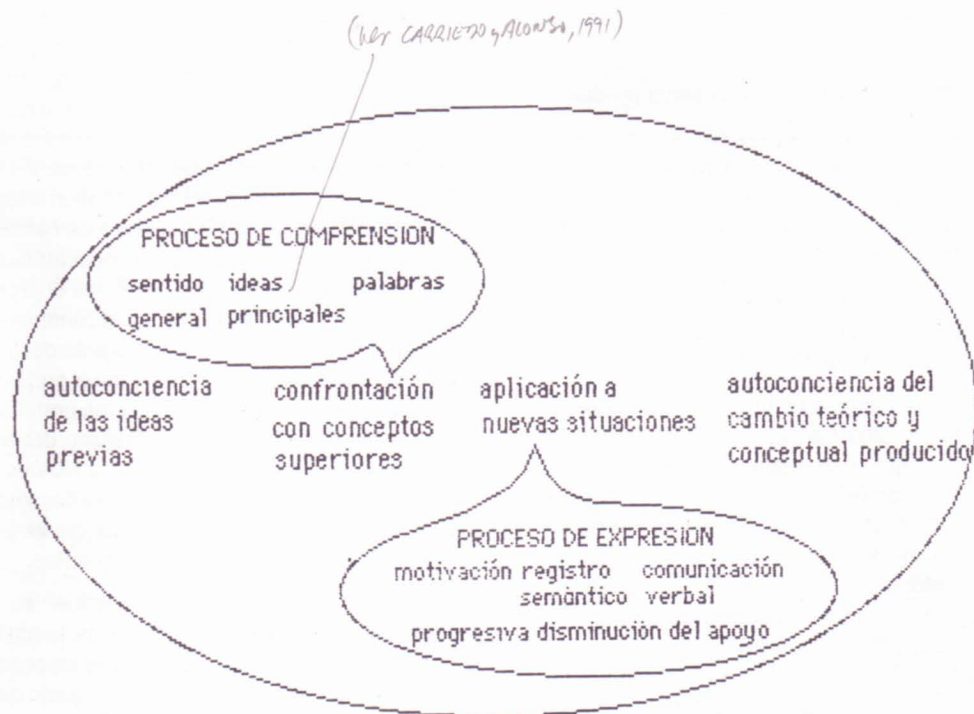 (Ver CARRIEDO y ALONSO, 1991)
PROCESO DE COMPRENSION
sentido ideas palabras
general principales
autoconciencia
de las ideas
previas
confrontación
con conceptos
superiores
aplicación a
nuevas situaciones
autoconciencia del
cambio teórico y
conceptual producido
PROCESO DE EXPRESION
motivación registro comunicación
semántico verbal
progresiva disminución del apoyo